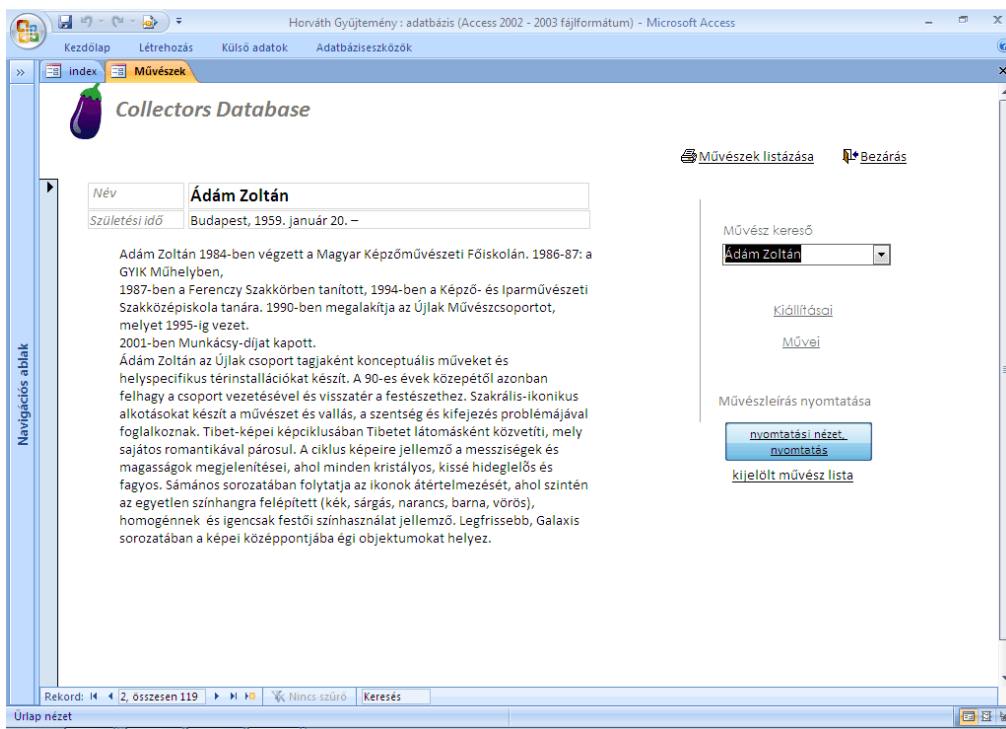 Horváth Gyűjtemény : adatbázis (Access 2002 - 2003 fájlformátum) - Microsoft Access
Kezdőlap Létrehozás Külső adatok Adatbáziseszközök
» index Művészek
Collectors Database
Művészek listázása Bezárás
Név Ádám Zoltán
Születési idő Budapest, 1959. január 20. –
Művész kereső
Ádám Zoltán
Kiállításai
Művei
Művészleírás nyomtatása
nyomtatási nézet,
nyomtatás
kijelölt művész lista
Adám Zoltán 1984-ben végzett a Magyar Képzőművészeti Főiskolán. 1986-87: a
GYIK Műhelyben,
1987-ben a Ferenczy Szakkörben tanított, 1994-ben a Képző- és Iparművészeti
Szakközépiskola tanára. 1990-ben megalakítja az Újlak Művészcsoportot,
melyet 1995-ig vezet.
2001-ben Munkácsy-díjat kapott.
Ádám Zoltán az Újlak csoport tagjaként konceptuális műveket és
helyspecifikus térinstallációkat készít. A 90-es évek közepétől azonban
felhagy a csoport vezetésével és visszatér a festészethez. Szakrális-ikonikus
alkotásokat készít a művészet és vallás, a szentség és kifejezés problémájával
foglalkoznak. Tibet-képei képciklusában Tibetet látomásként közvetíti, mely
sajátos romantikával párosul. A ciklus képeire jellemző a messziségek és
magasságok megjelenítései, ahol minden kristályos, kissé hideglelõs és
fagyos. Sámános sorozatában folytatja az ikonok átértelmezését, ahol szintén
az egyetlen színhangra felépített (kék, sárgás, narancs, barna, vörös),
homogénnek  és igencsak festői színhasználat jellemző. Legfrissebb, Galaxis
sorozatában a képei középpontjába égi objektumokat helyez.
Navigációs ablak
Rekord: 2, összesen 119 Nincs szűrő Keresés
Űrlap nézet